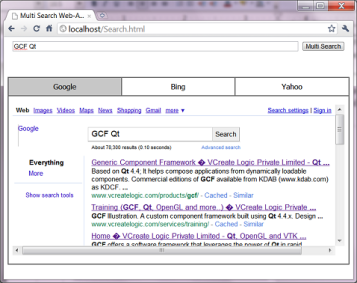 Multi Search Web-A...
localhost/Search.html
GCF Qt
Multi Search
Google Bing Yahoo
Web Images Videos Maps News Shopping Gmail more ▼ Search settings | Sign in
Google
GCF Qt Search
About 78,300 results (0.10 seconds) Advanced search
Everything
More
Show search tools
Generic Component Framework � VCreate Logic Private Limited - Qt ...
Based on Qt 4.4; It helps compose applications from dynamically loadable
components. Commercial editions of GCF available from KDAB (www.kdab.com)
as KDCF. ...
www.vcreatelogic.com/products/gcf/ - Cached - Similar
Training (GCF, Qt, OpenGL and more..) � VCreate Logic Private ...
GCF Illustration. A custom component framework built using Qt 4.4.x. Design ...
www.vcreatelogic.com/services/training/ - Cached - Similar
Home � VCreate Logic Private Limited - Qt, OpenGL and VTK ...
GCF offers a software framework that leverages the power of Qt in rapid